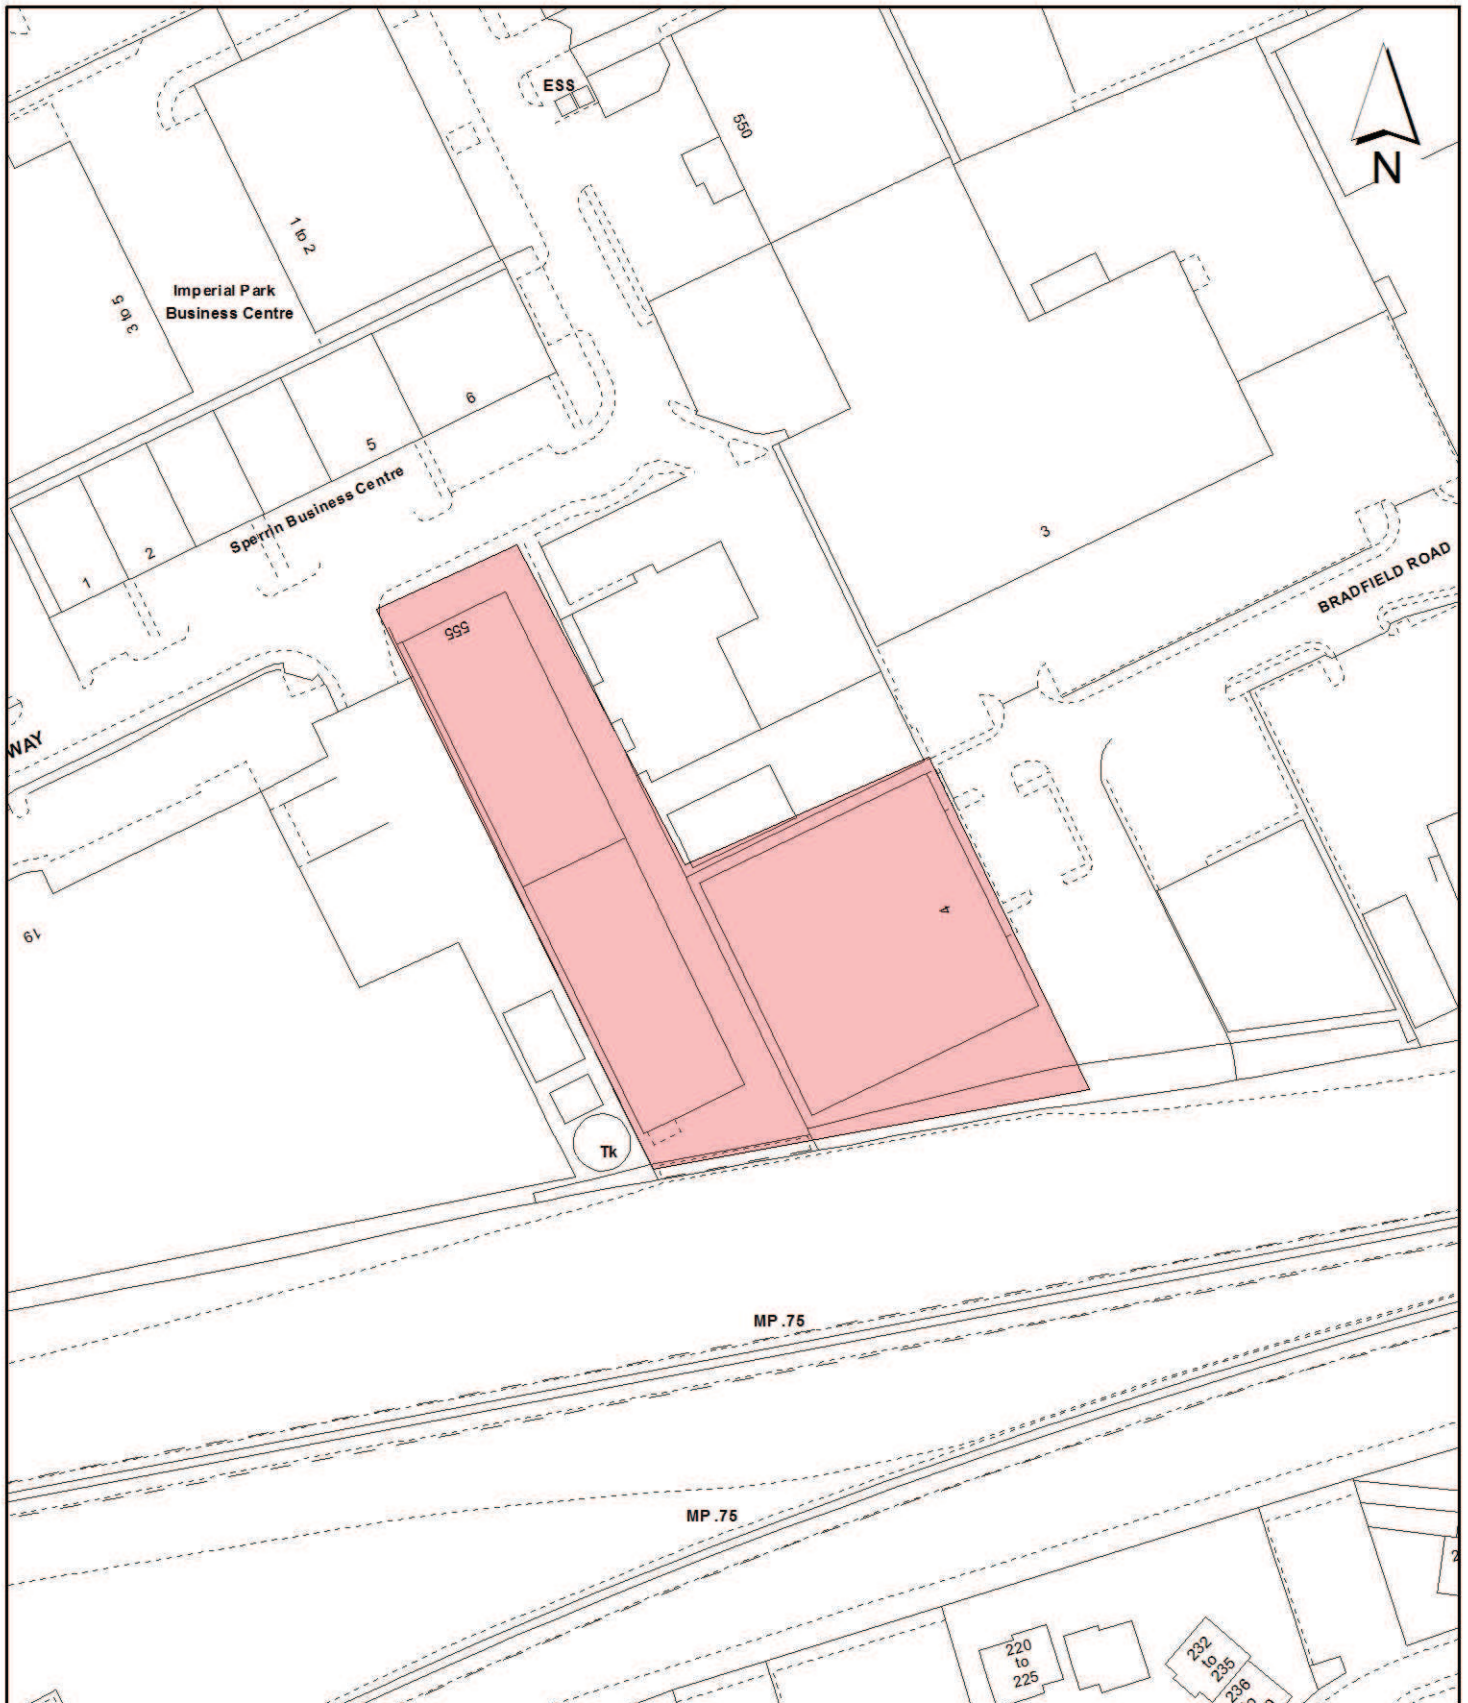 ESS
550
N
1 to 2
Imperial Park
Business Centre
3 to 5
6
5
Sperrin Business Centre
2
1
3
BRADFIELD ROAD
555
WAY
4
19
Tk
MP .75
MP .75
220
to
225
232
to
235
236